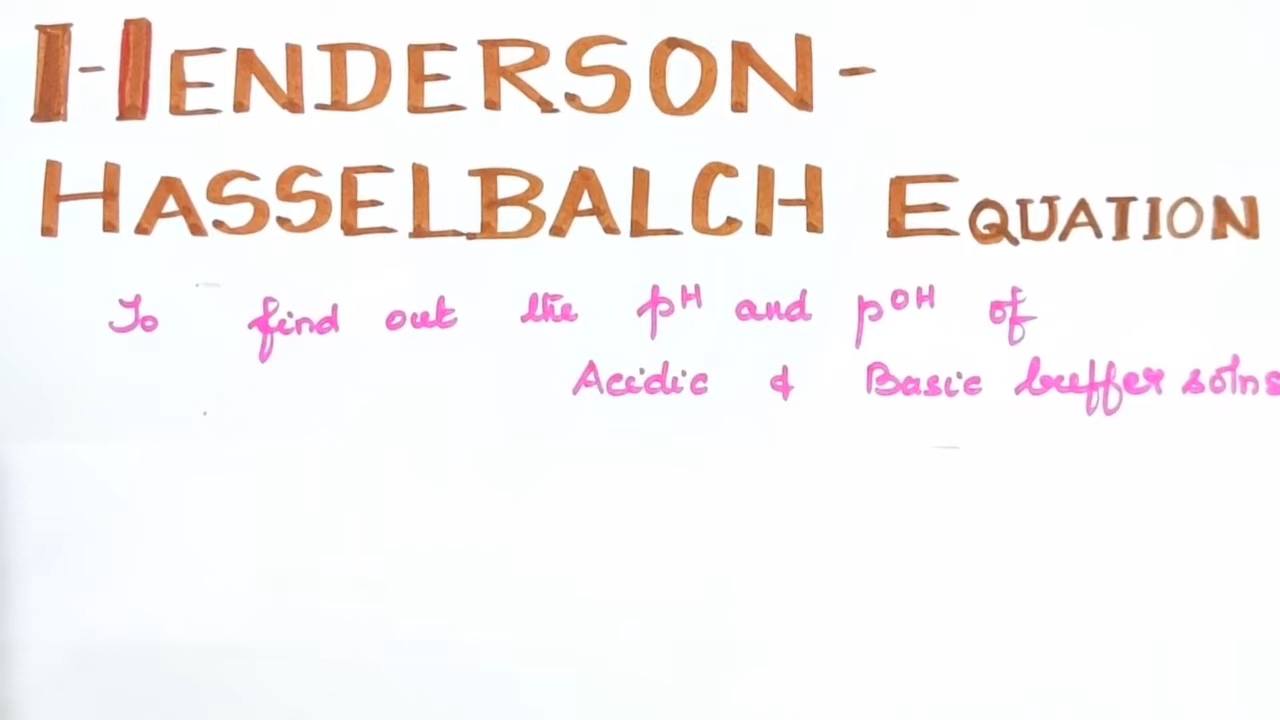 HENDERSON-
HASSELBALCH EQUATION
To find out the pH and pOH of
Acidic & Basic buffer solns